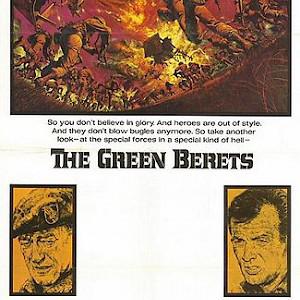 So you don't believe in glory. And heroes are out of style.
And they don't blow bugles anymore. So take another
look—at the special forces in a special kind of hell—
THE GREEN BERETS